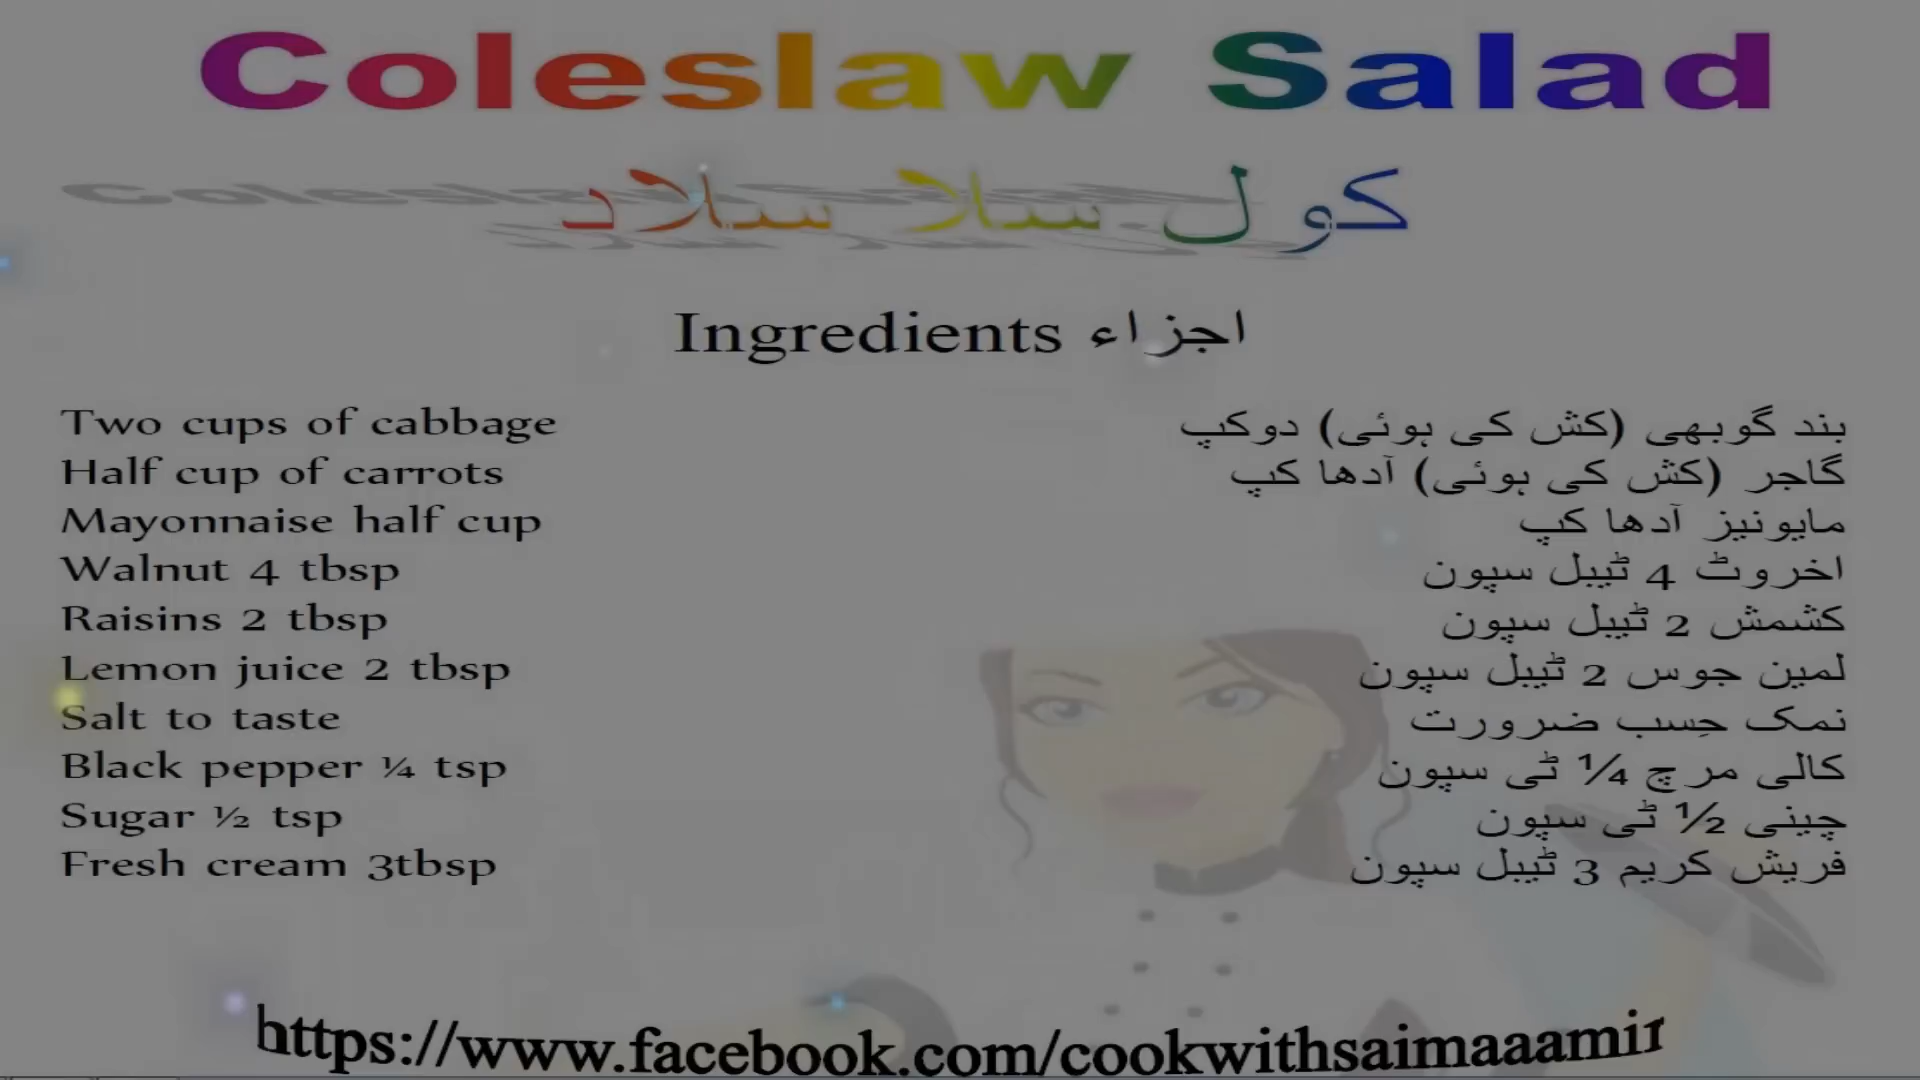 Coleslaw Salad
کول سلا سلاد
Ingredients اجزاء
Two cups of cabbage
بند گوبھی (کش کی ہوئی) دوکپ
Half cup of carrots
گاجر (کش کی ہوئی) آدھا کپ
Mayonnaise half cup
مایونیز آدھا کپ
Walnut 4 tbsp
اخروٹ 4 ٹیبل سپون
Raisins 2 tbsp
کشمش 2 ٹیبل سپون
Lemon juice 2 tbsp
لمین جوس 2 ٹیبل سپون
Salt to taste
نمک حِسب ضرورت
Black pepper ¼ tsp
کالی مرچ ¼ ٹی سپون
Sugar ½ tsp
چینی ½ ٹی سپون
Fresh cream 3tbsp
فریش کریم 3 ٹیبل سپون
https://www.facebook.com/cookwithsaimaaamir